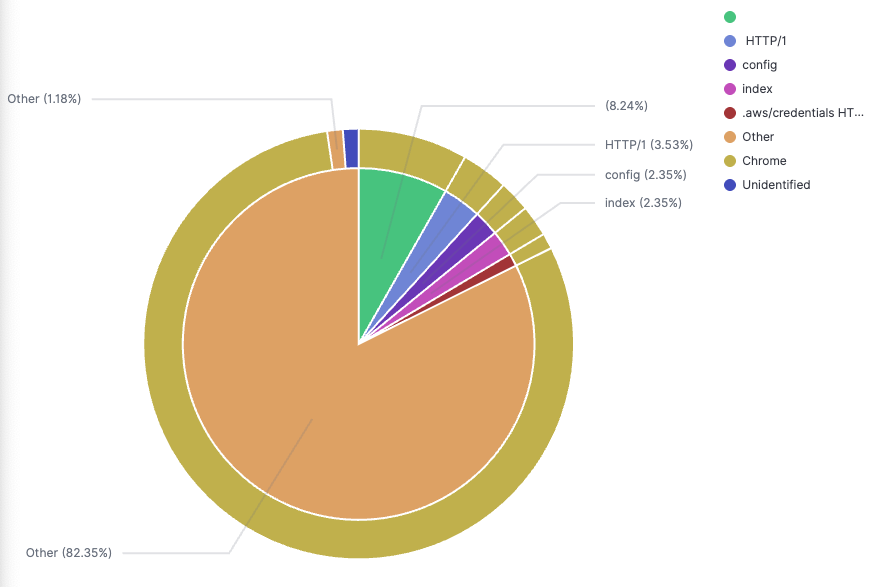 HTTP/1
config
index
.aws/credentials HT...
Other
Chrome
Unidentified
Other (1.18%)
(8.24%)
HTTP/1 (3.53%)
config (2.35%)
index (2.35%)
Other (82.35%)